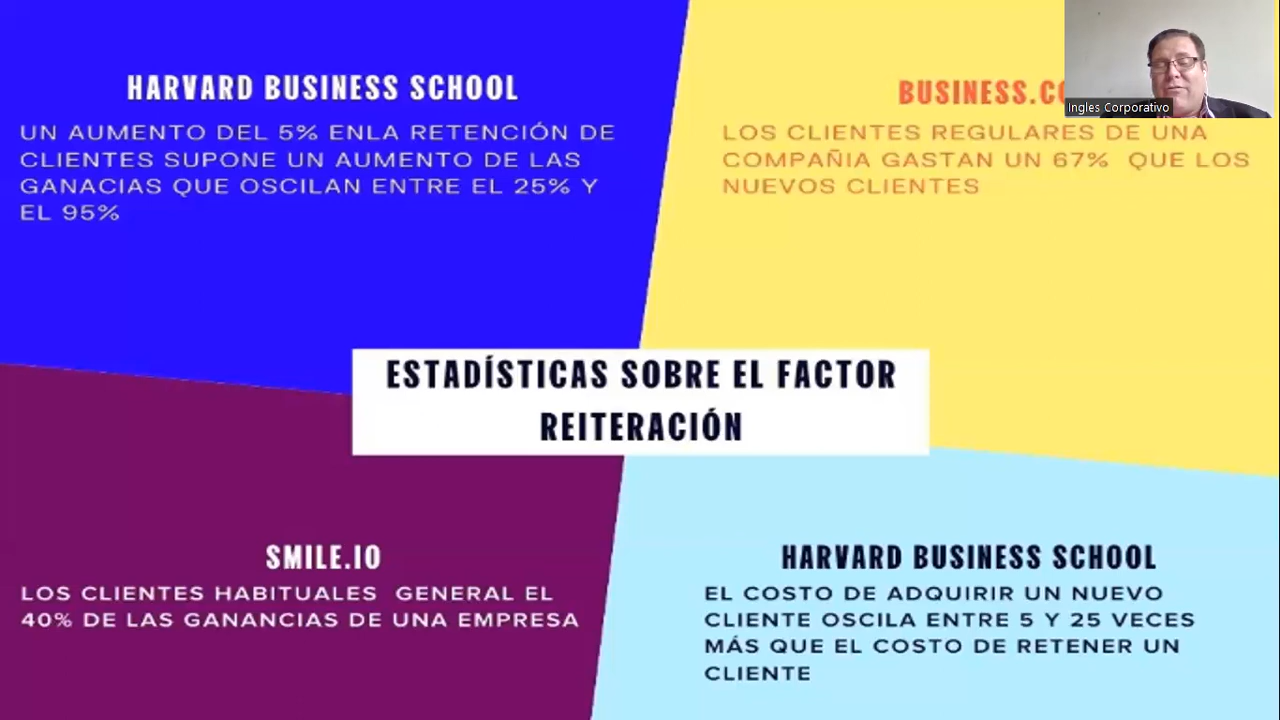 HARVARD BUSINESS SCHOOL
UN AUMENTO DEL 5% ENLA RETENCIÓN DE
CLIENTES SUPONE UN AUMENTO DE LAS
GANACIAS QUE OSCILAN ENTRE EL 25% Y
EL 95%
BUSINESS.CO
Ingles Corporativo
LOS CLIENTES REGULARES DE UNA
COMPAÑIA GASTAN UN 67% QUE LOS
NUEVOS CLIENTES
ESTADÍSTICAS SOBRE EL FACTOR
REITERACIÓN
SMILE.IO
LOS CLIENTES HABITUALES GENERAL EL
40% DE LAS GANANCIAS DE UNA EMPRESA
HARVARD BUSINESS SCHOOL
EL COSTO DE ADQUIRIR UN NUEVO
CLIENTE OSCILA ENTRE 5 Y 25 VECES
MÁS QUE EL COSTO DE RETENER UN
CLIENTE